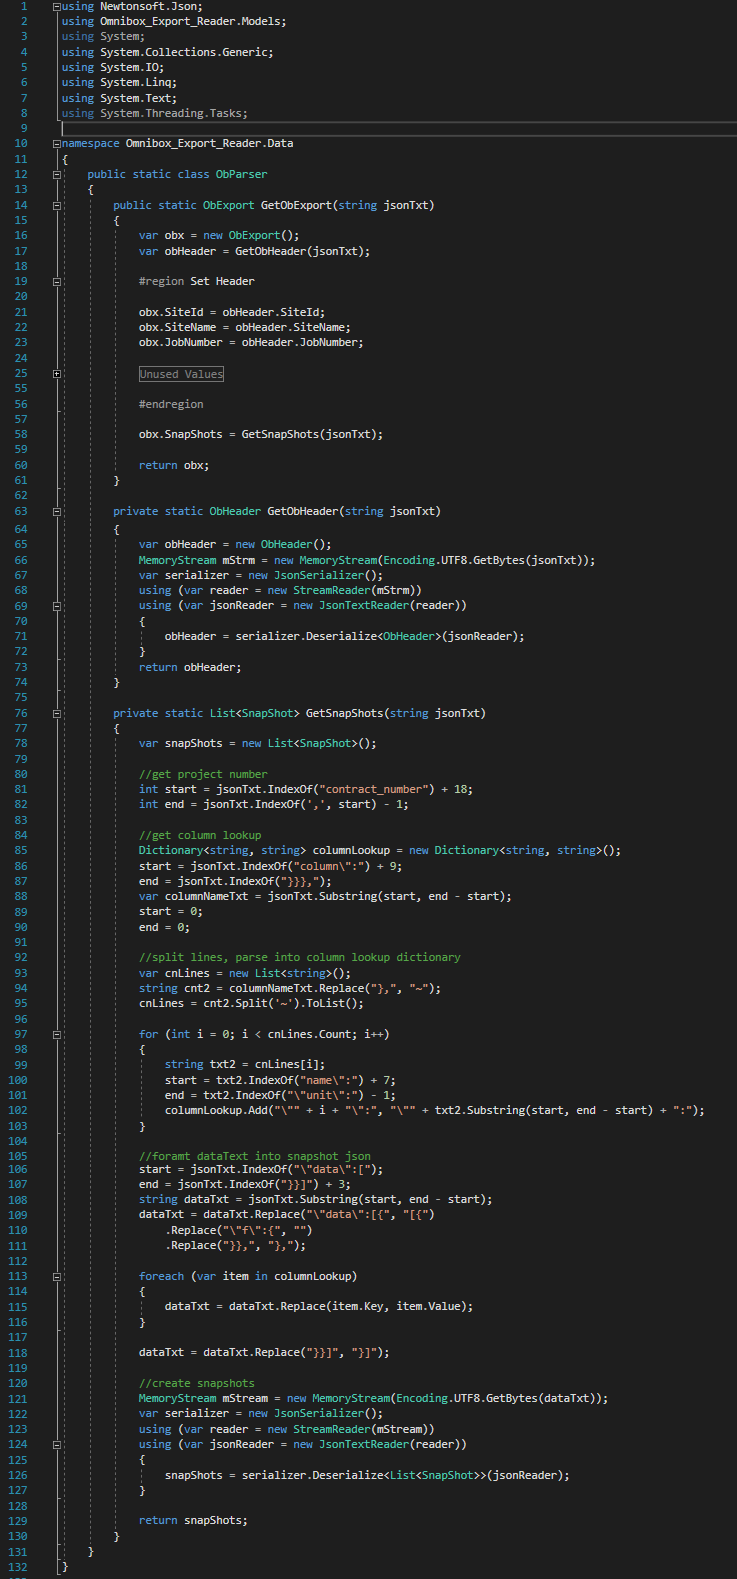 1 using Newtonsoft.Json;
2 using Omnibox_Export_Reader.Models;
3 using System;
4 using System.Collections.Generic;
5 using System.IO;
6 using System.Linq;
7 using System.Text;
8 using System.Threading.Tasks;
9
10 namespace Omnibox_Export_Reader.Data
11 {
12 public static class ObParser
13 {
14 public static ObExport GetObExport(string jsonTxt)
15 {
16 var obx = new ObExport();
17 var obHeader = GetObHeader(jsonTxt);
18
19 #region Set Header
20
21 obx.SiteId = obHeader.SiteId;
22 obx.SiteName = obHeader.SiteName;
23 obx.JobNumber = obHeader.JobNumber;
24
25 Unused Values
55
56 #endregion
57
58 obx.SnapShots = GetSnapShots(jsonTxt);
59
60 return obx;
61 }
62
63 private static ObHeader GetObHeader(string jsonTxt)
64 {
65 var obHeader = new ObHeader();
66 MemoryStream mStrm = new MemoryStream(Encoding.UTF8.GetBytes(jsonTxt));
67 var serializer = new JsonSerializer();
68 using (var reader = new StreamReader(mStrm))
69 using (var jsonReader = new JsonTextReader(reader))
70 {
71 obHeader = serializer.Deserialize<ObHeader>(jsonReader);
72 }
73 return obHeader;
74 }
75
76 private static List<SnapShot> GetSnapShots(string jsonTxt)
77 {
78 var snapShots = new List<SnapShot>();
79
80 //get project number
81 int start = jsonTxt.IndexOf("contract_number") + 18;
82 int end = jsonTxt.IndexOf(',', start) - 1;
83
84 //get column lookup
85 Dictionary<string, string> columnLookup = new Dictionary<string, string>();
86 start = jsonTxt.IndexOf("column\":") + 9;
87 end = jsonTxt.IndexOf("}}},");
88 var columnNameTxt = jsonTxt.Substring(start, end - start);
89 start = 0;
90 end = 0;
91
92 //split lines, parse into column lookup dictionary
93 var cnLines = new List<string>();
94 string cnt2 = columnNameTxt.Replace("},", "~");
95 cnLines = cnt2.Split('~').ToList();
96
97 for (int i = 0; i < cnLines.Count; i++)
98 {
99 string txt2 = cnLines[i];
100 start = txt2.IndexOf("name\":") + 7;
101 end = txt2.IndexOf("\"unit\":") - 1;
102 columnLookup.Add("\"" + i + "\":", "\"" + txt2.Substring(start, end - start) + ":");
103 }
104
105 //foramt dataText into snapshot json
106 start = jsonTxt.IndexOf("\"data\":[");
107 end = jsonTxt.IndexOf("}}]") + 3;
108 string dataTxt = jsonTxt.Substring(start, end - start);
109 dataTxt = dataTxt.Replace("\"data\":[{", "[{")
110 .Replace("\"f\":{", "")
111 .Replace("}},", "},");
112
113 foreach (var item in columnLookup)
114 {
115 dataTxt = dataTxt.Replace(item.Key, item.Value);
116 }
117
118 dataTxt = dataTxt.Replace("}}]", "}]");
119
120 //create snapshots
121 MemoryStream mStream = new MemoryStream(Encoding.UTF8.GetBytes(dataTxt));
122 var serializer = new JsonSerializer();
123 using (var reader = new StreamReader(mStream))
124 using (var jsonReader = new JsonTextReader(reader))
125 {
126 snapShots = serializer.Deserialize<List<SnapShot>>(jsonReader);
127 }
128
129 return snapShots;
130 }
131 }
132 }